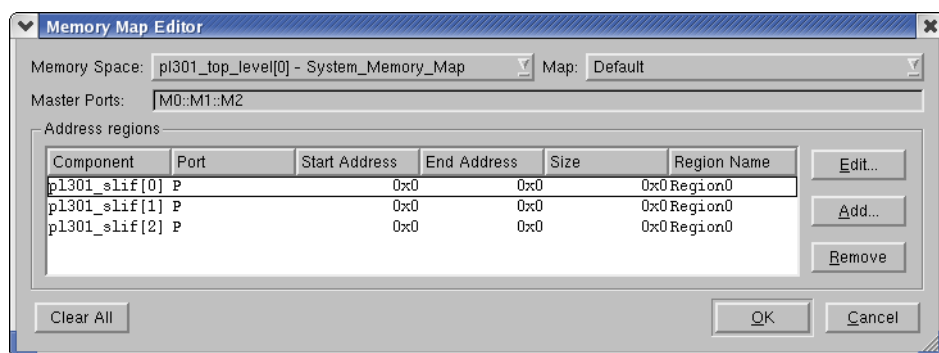 Memory Map Editor
Memory Space: pl301_top_level[0] - System_Memory_Map Map: Default
Master Ports: M0::M1::M2
Address regions
Component Port Start Address End Address Size Region Name
pl301_slif[0] P 0x0 0x0 0x0 Region0
pl301_slif[1] P 0x0 0x0 0x0 Region0
pl301_slif[2] P 0x0 0x0 0x0 Region0
Edit...
Add...
Remove
Clear All OK Cancel